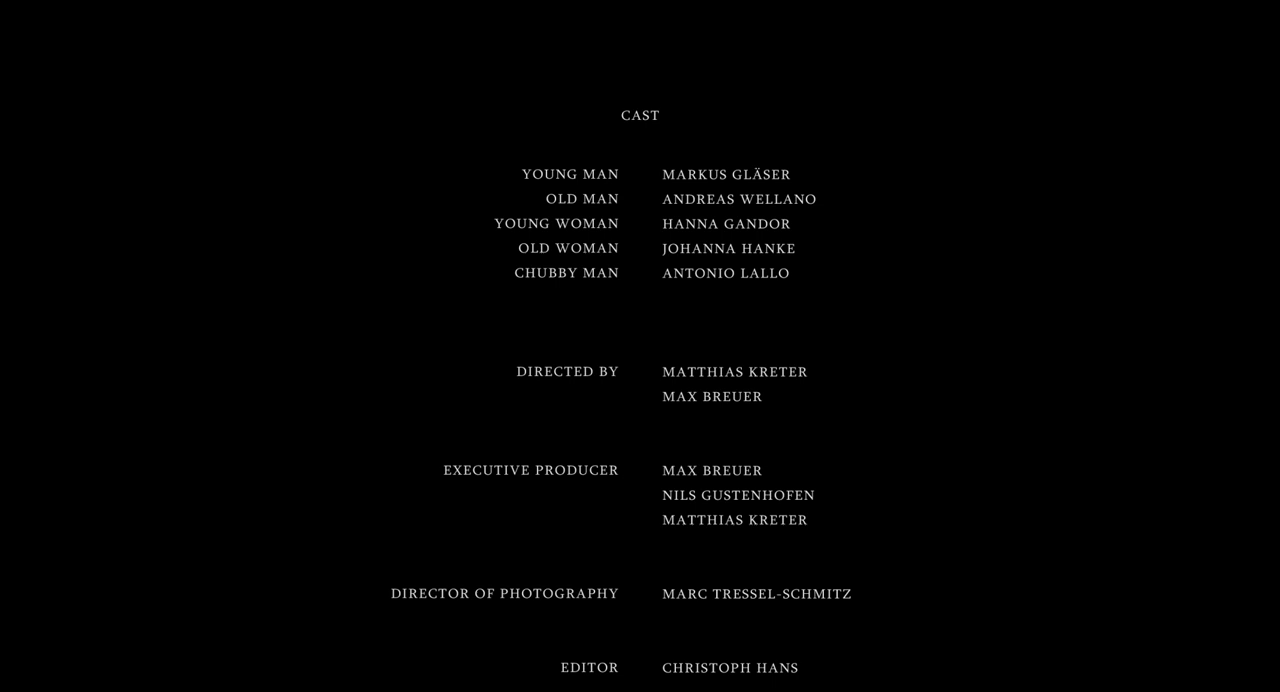 CAST
YOUNG MAN MARKUS GLÄSER
OLD MAN ANDREAS WELLANO
YOUNG WOMAN HANNA GANDOR
OLD WOMAN JOHANNA HANKE
CHUBBY MAN ANTONIO LALLO
DIRECTED BY MATTHIAS KRETER
MAX BREUER
EXECUTIVE PRODUCER MAX BREUER
NILS GUSTENHOFEN
MATTHIAS KRETER
DIRECTOR OF PHOTOGRAPHY MARC TRESSEL-SCHMITZ
EDITOR CHRISTOPH HANS